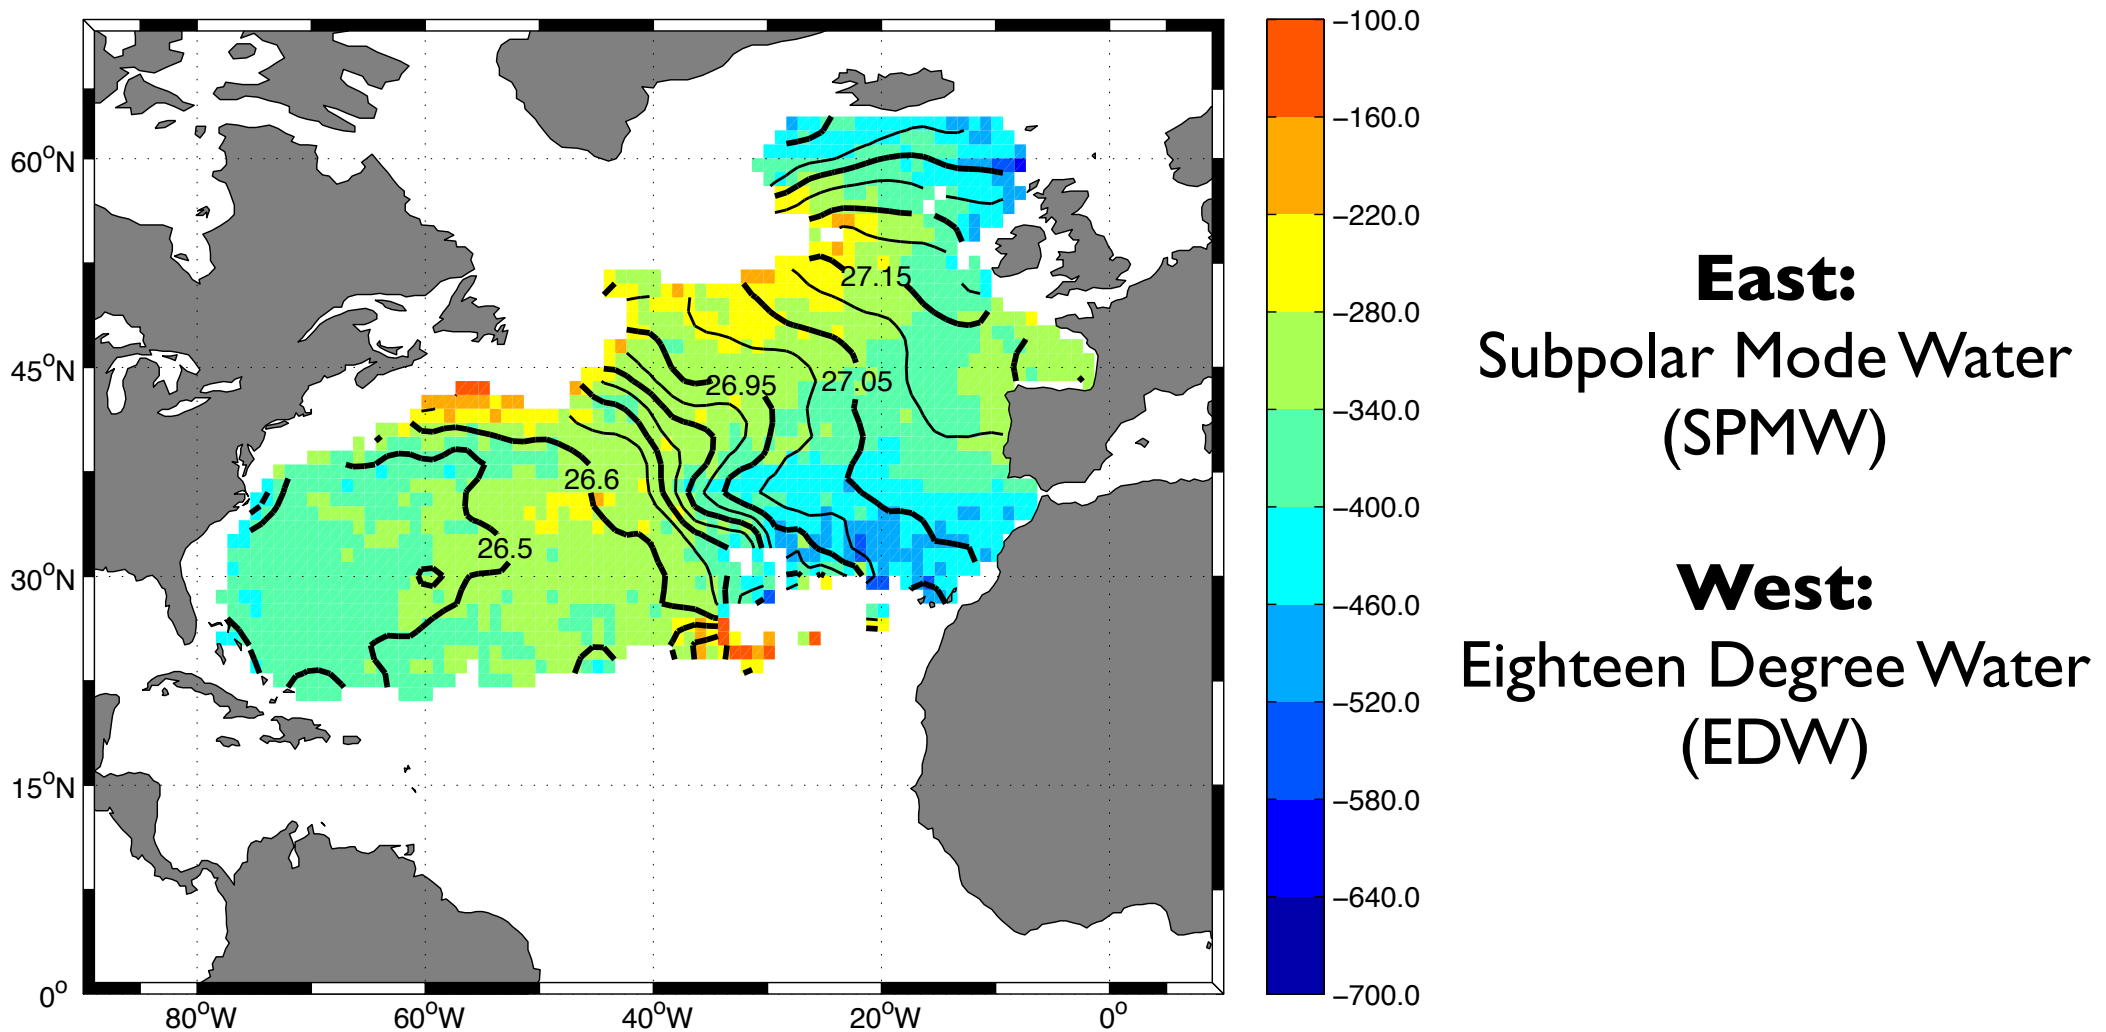 60°N
45°N
30°N
15°N
0°
80°W
60°W
40°W
20°W
0°
27.15
26.95
27.05
26.6
26.5
−100.0
−160.0
−220.0
−280.0
−340.0
−400.0
−460.0
−520.0
−580.0
−640.0
−700.0
East:
Subpolar Mode Water
(SPMW)
West:
Eighteen Degree Water
(EDW)